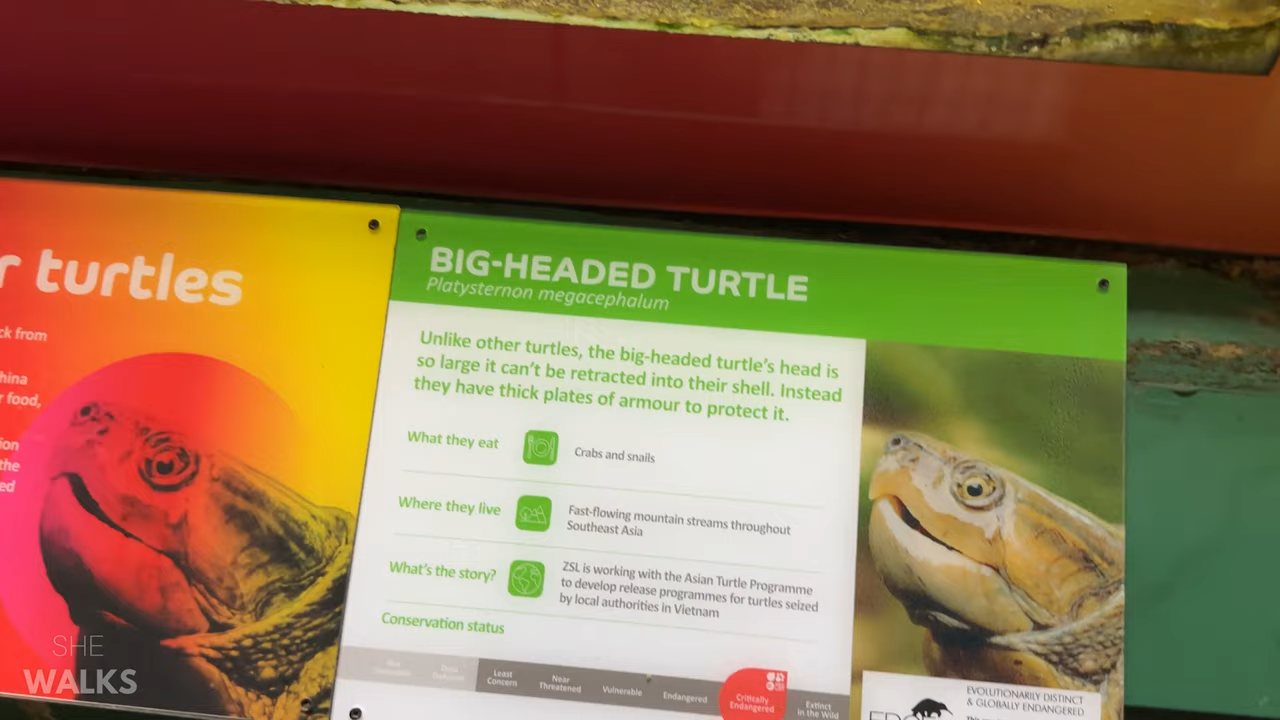 r turtles
ck from
hina
r food,
ion
the
ed
BIG-HEADED TURTLE
Platysternon megacephalum
Unlike other turtles, the big-headed turtle's head is
so large it can't be retracted into their shell. Instead
they have thick plates of armour to protect it.
What they eat
Crabs and snails
Where they live
Fast-flowing mountain streams throughout
Southeast Asia
What's the story?
ZSL is working with the Asian Turtle Programme
to develop release programmes for turtles seized
by local authorities in Vietnam
Conservation status
Least
Concern
Near
Threatened
Vulnerable
Endangered
Critically
Endangered
Extinct
in the Wild
EVOLUTIONARILY DISTINCT
& GLOBALLY ENDANGERED
SHE
WALKS